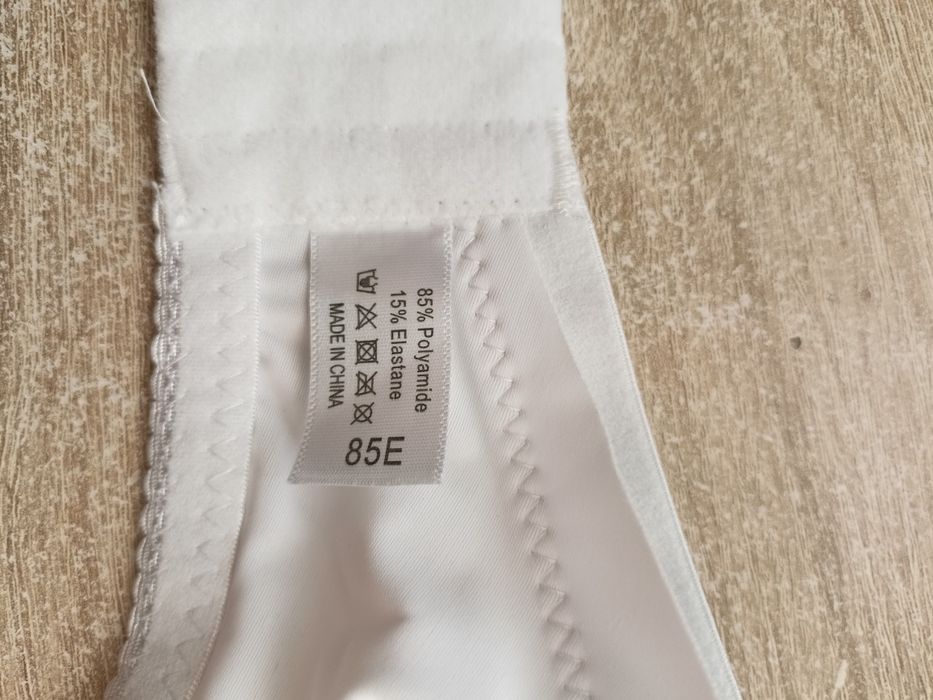 85% Polyamide
15% Elastane
MADE IN CHINA
85E